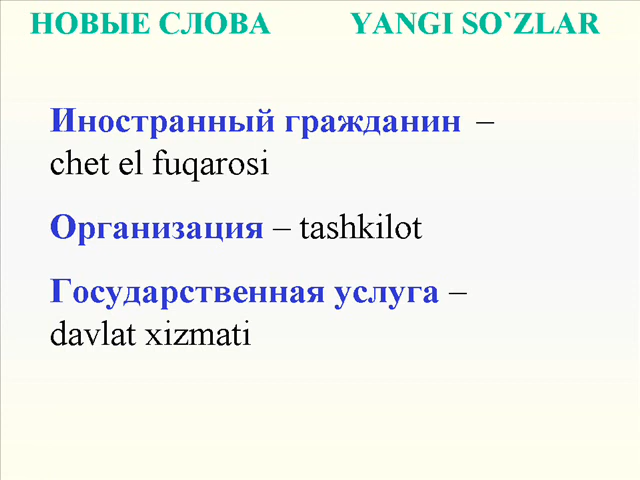 НОВЫЕ СЛОВА YANGI SO`ZLAR
Иностранный гражданин –
chet el fuqarosi
Организация – tashkilot
Государственная услуга –
davlat xizmati